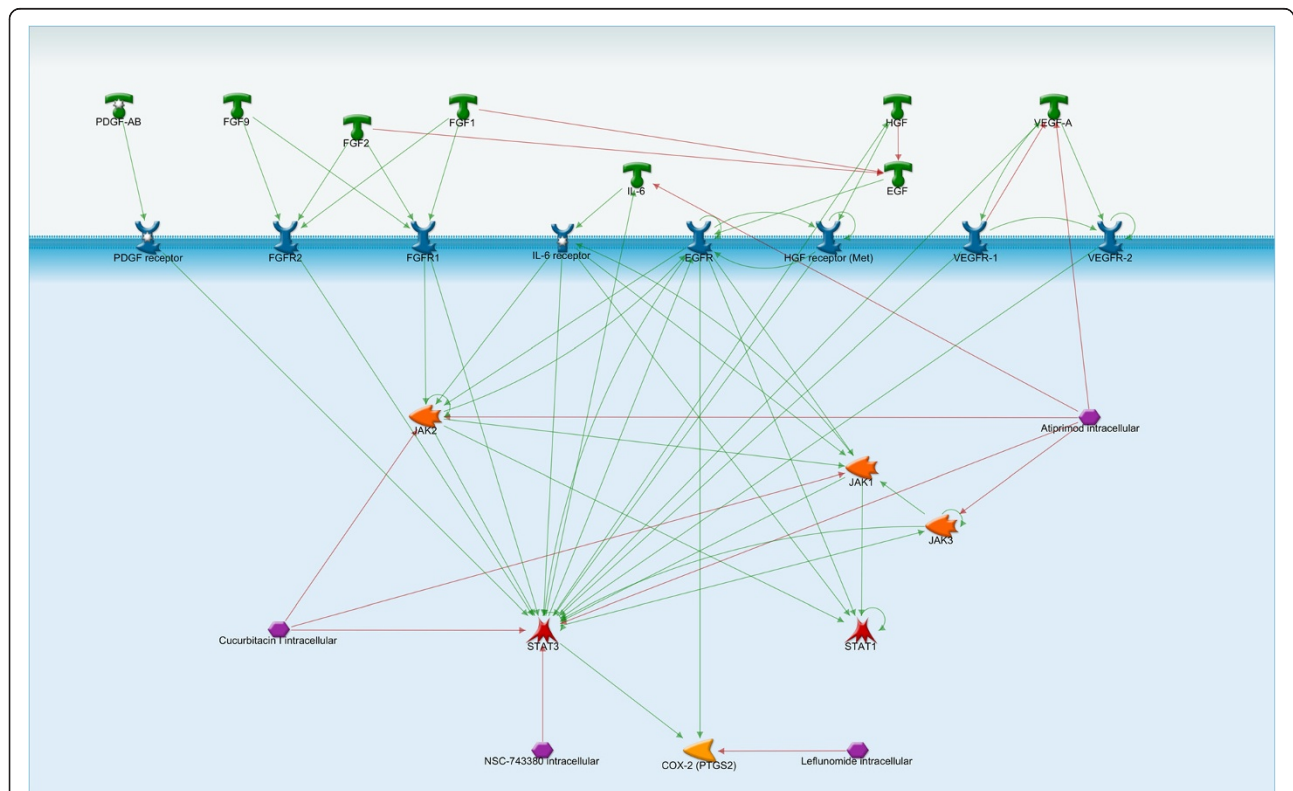 PDGF-AB
FGF9
FGF2
FGF1
HGF
VEGF-A
IL-6
EGF
PDGF receptor
FGFR2
FGFR1
IL-6 receptor
EGFR
HGF receptor (Met)
VEGFR-1
VEGFR-2
JAK2
Atiprimod intracellular
JAK1
JAK3
Cucurbitacin I intracellular
STAT3
STAT1
NSC-743380 intracellular
COX-2 (PTGS2)
Leflunomide intracellular